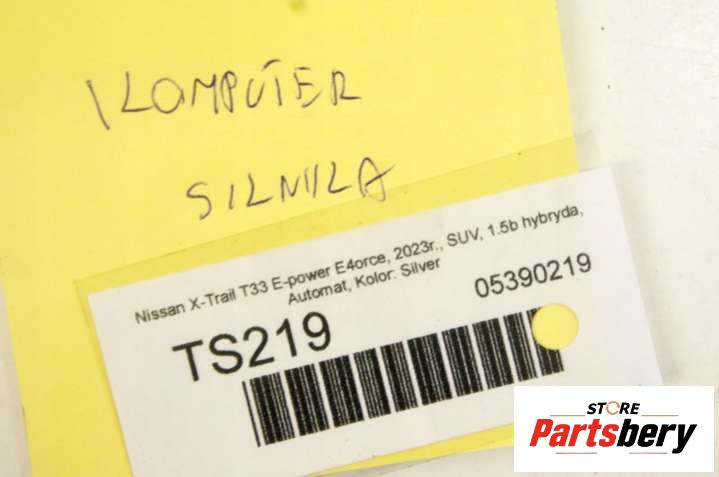 KOMPUTER
SILNIKA
Nissan X-Trail T33 E-power E4orce, 2023r., SUV, 1.5b hybryda,
Automat, Kolor: Silver
TS219
05390219
STORE
Partsbery